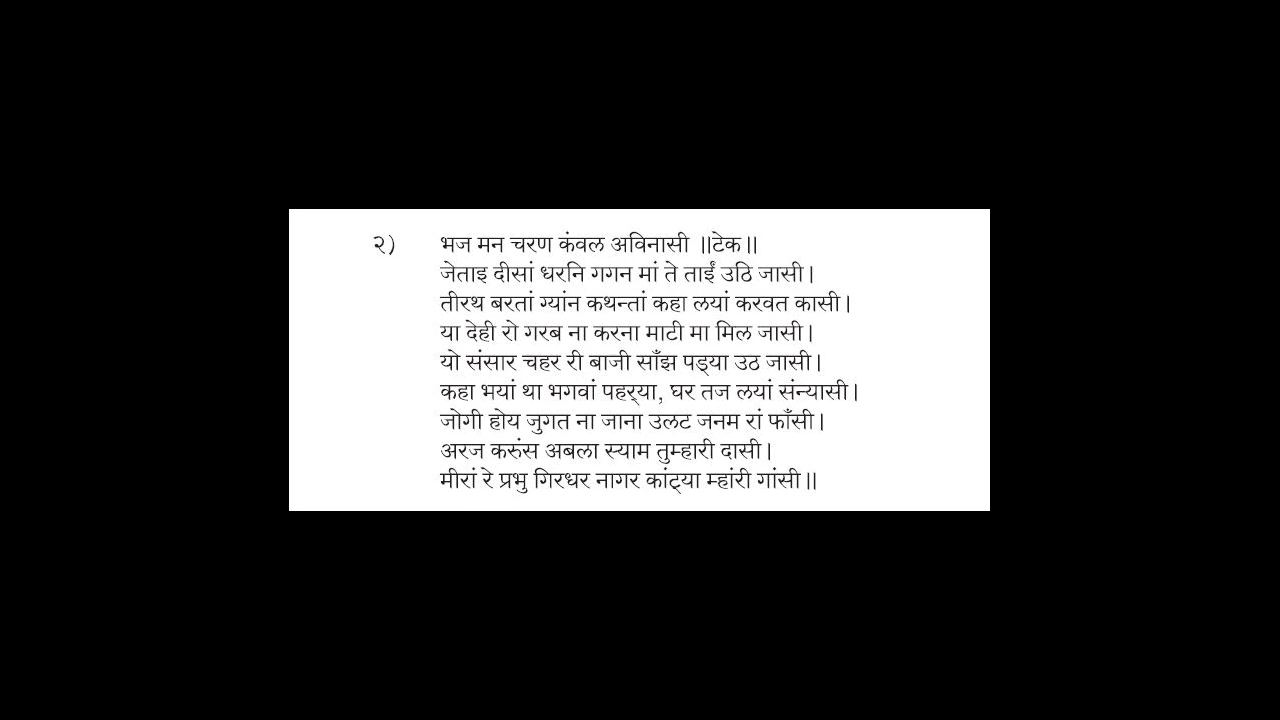 २) भज मन चरण कंवल अविनासी ॥टेक॥
जेताइ दीसां धरनि गगन मां ते ताईं उठि जासी।
तीरथ बरतां ग्यांन कथन्तां कहा लयां करवत कासी।
या देही रो गरब ना करना माटी मा मिल जासी।
यो संसार चहर री बाजी साँझ पड्या उठ जासी।
कहा भयां था भगवां पहर्‌या, घर तज लयां संन्यासी।
जोगी होय जुगत ना जाना उलट जनम रां फाँसी।
अरज करुंस अबला स्याम तुम्हारी दासी।
मीरां रे प्रभु गिरधर नागर कांट्या म्हांरी गांसी॥